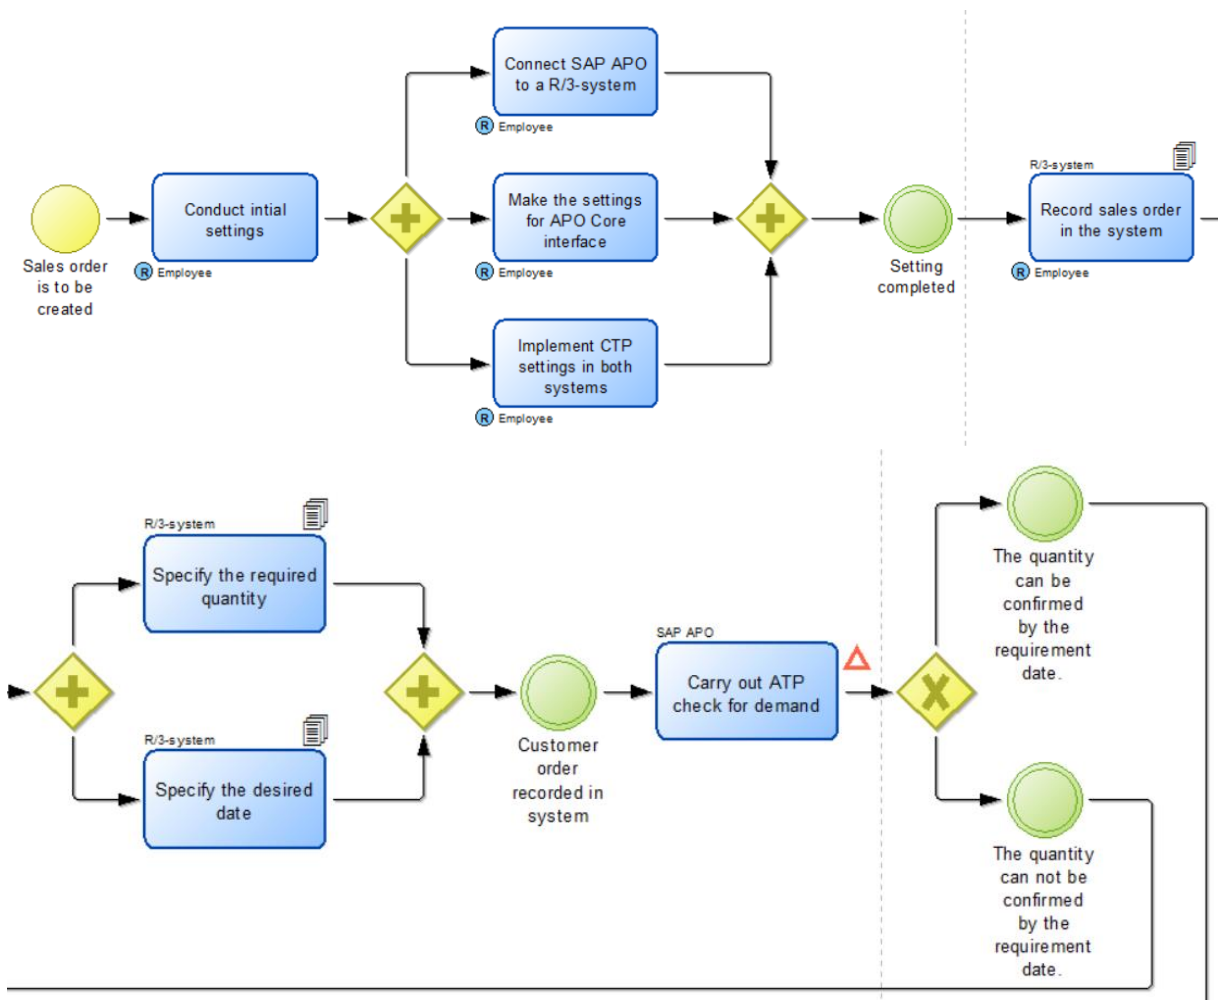 Connect SAP APO
to a R/3-system
R Employee
Sales order
is to be
created
Conduct intial
settings
R Employee
Make the settings
for APO Core
interface
R Employee
Implement CTP
settings in both
systems
R Employee
Setting
completed
R/3-system
Record sales order
in the system
R Employee
R/3-system
Specify the required
quantity
R/3-system
Specify the desired
date
Customer
order
recorded in
system
SAP APO
Carry out ATP
check for demand
The quantity
can be
confirmed
by the
requirement
date.
The quantity
can not be
confirmed
by the
requirement
date.